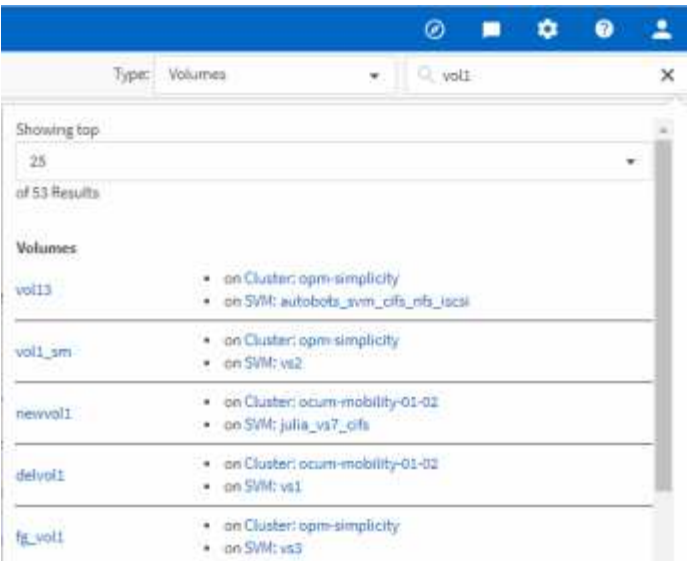 Type: Volumes vol1
Showing top
25
of 53 Results
Volumes
vol13
on Cluster: opm-simplicity
on SVM: autobots_svm_cifs_nfs_iscsi
vol1_sm
on Cluster: opm-simplicity
on SVM: vs2
newvol1
on Cluster: ocum-mobility-01-02
on SVM: julia_vs7_cifs
delvol1
on Cluster: ocum-mobility-01-02
on SVM: vs1
fg_vol1
on Cluster: opm-simplicity
on SVM: vs3